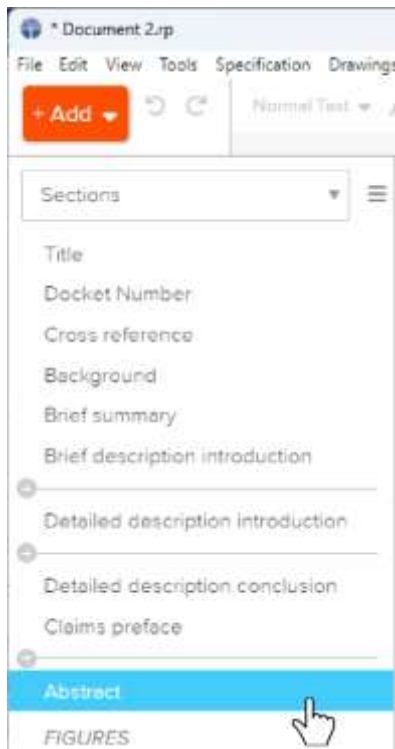 * Document 2.rp
File Edit View Tools Specification Drawings
+ Add
Normal Text
Sections
Title
Docket Number
Cross reference
Background
Brief summary
Brief description introduction
Detailed description introduction
Detailed description conclusion
Claims preface
Abstract
FIGURES